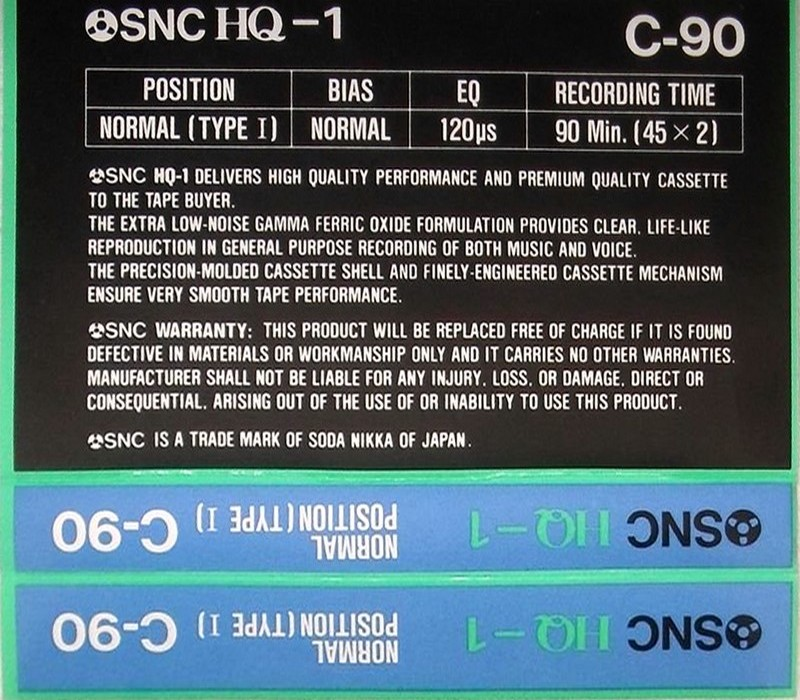 SNC HQ-1 C-90
POSITION BIAS EQ RECORDING TIME
NORMAL (TYPE I) NORMAL 120µs 90 Min. (45 × 2)
SNC HQ-1 DELIVERS HIGH QUALITY PERFORMANCE AND PREMIUM QUALITY CASSETTE
TO THE TAPE BUYER.
THE EXTRA LOW-NOISE GAMMA FERRIC OXIDE FORMULATION PROVIDES CLEAR, LIFE-LIKE
REPRODUCTION IN GENERAL PURPOSE RECORDING OF BOTH MUSIC AND VOICE.
THE PRECISION-MOLDED CASSETTE SHELL AND FINELY-ENGINEERED CASSETTE MECHANISM
ENSURE VERY SMOOTH TAPE PERFORMANCE.
SNC WARRANTY: THIS PRODUCT WILL BE REPLACED FREE OF CHARGE IF IT IS FOUND
DEFECTIVE IN MATERIALS OR WORKMANSHIP ONLY AND IT CARRIES NO OTHER WARRANTIES.
MANUFACTURER SHALL NOT BE LIABLE FOR ANY INJURY, LOSS, OR DAMAGE, DIRECT OR
CONSEQUENTIAL, ARISING OUT OF THE USE OF OR INABILITY TO USE THIS PRODUCT.
SNC IS A TRADE MARK OF SODA NIKKA OF JAPAN.
SNC HQ-1 NORMAL
POSITION (TYPE I) C-90
SNC HQ-1 NORMAL
POSITION (TYPE I) C-90